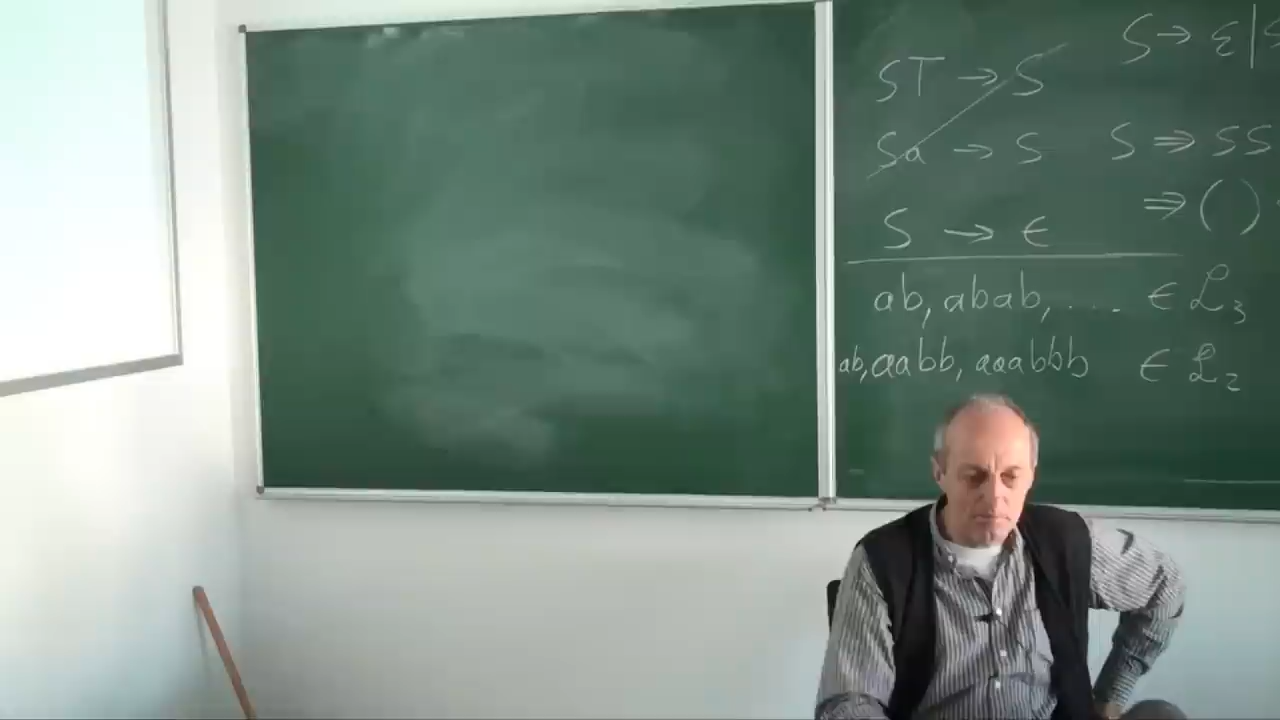 S → ε|S
ST → S
Sa → S
S ⇒ SS
⇒ ( )
S → ϵ
ab, abab, .... ϵ ℒ₃
ab, aabb, aaabbb ϵ ℒ₂